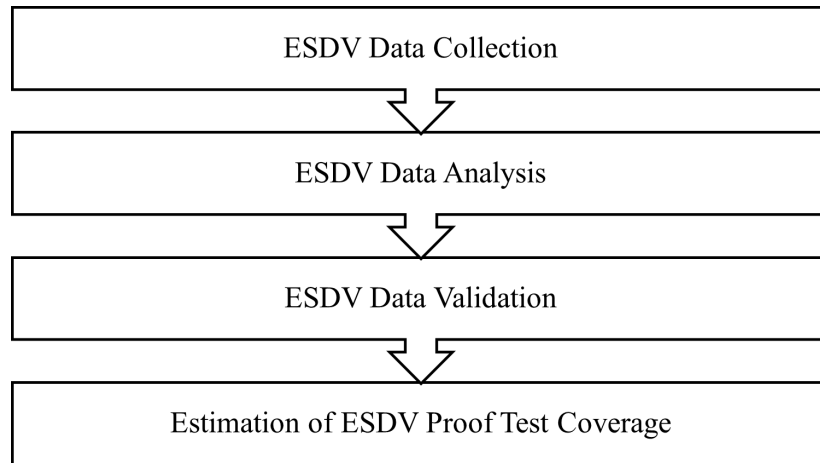 ESDV Data Collection
ESDV Data Analysis
ESDV Data Validation
Estimation of ESDV Proof Test Coverage